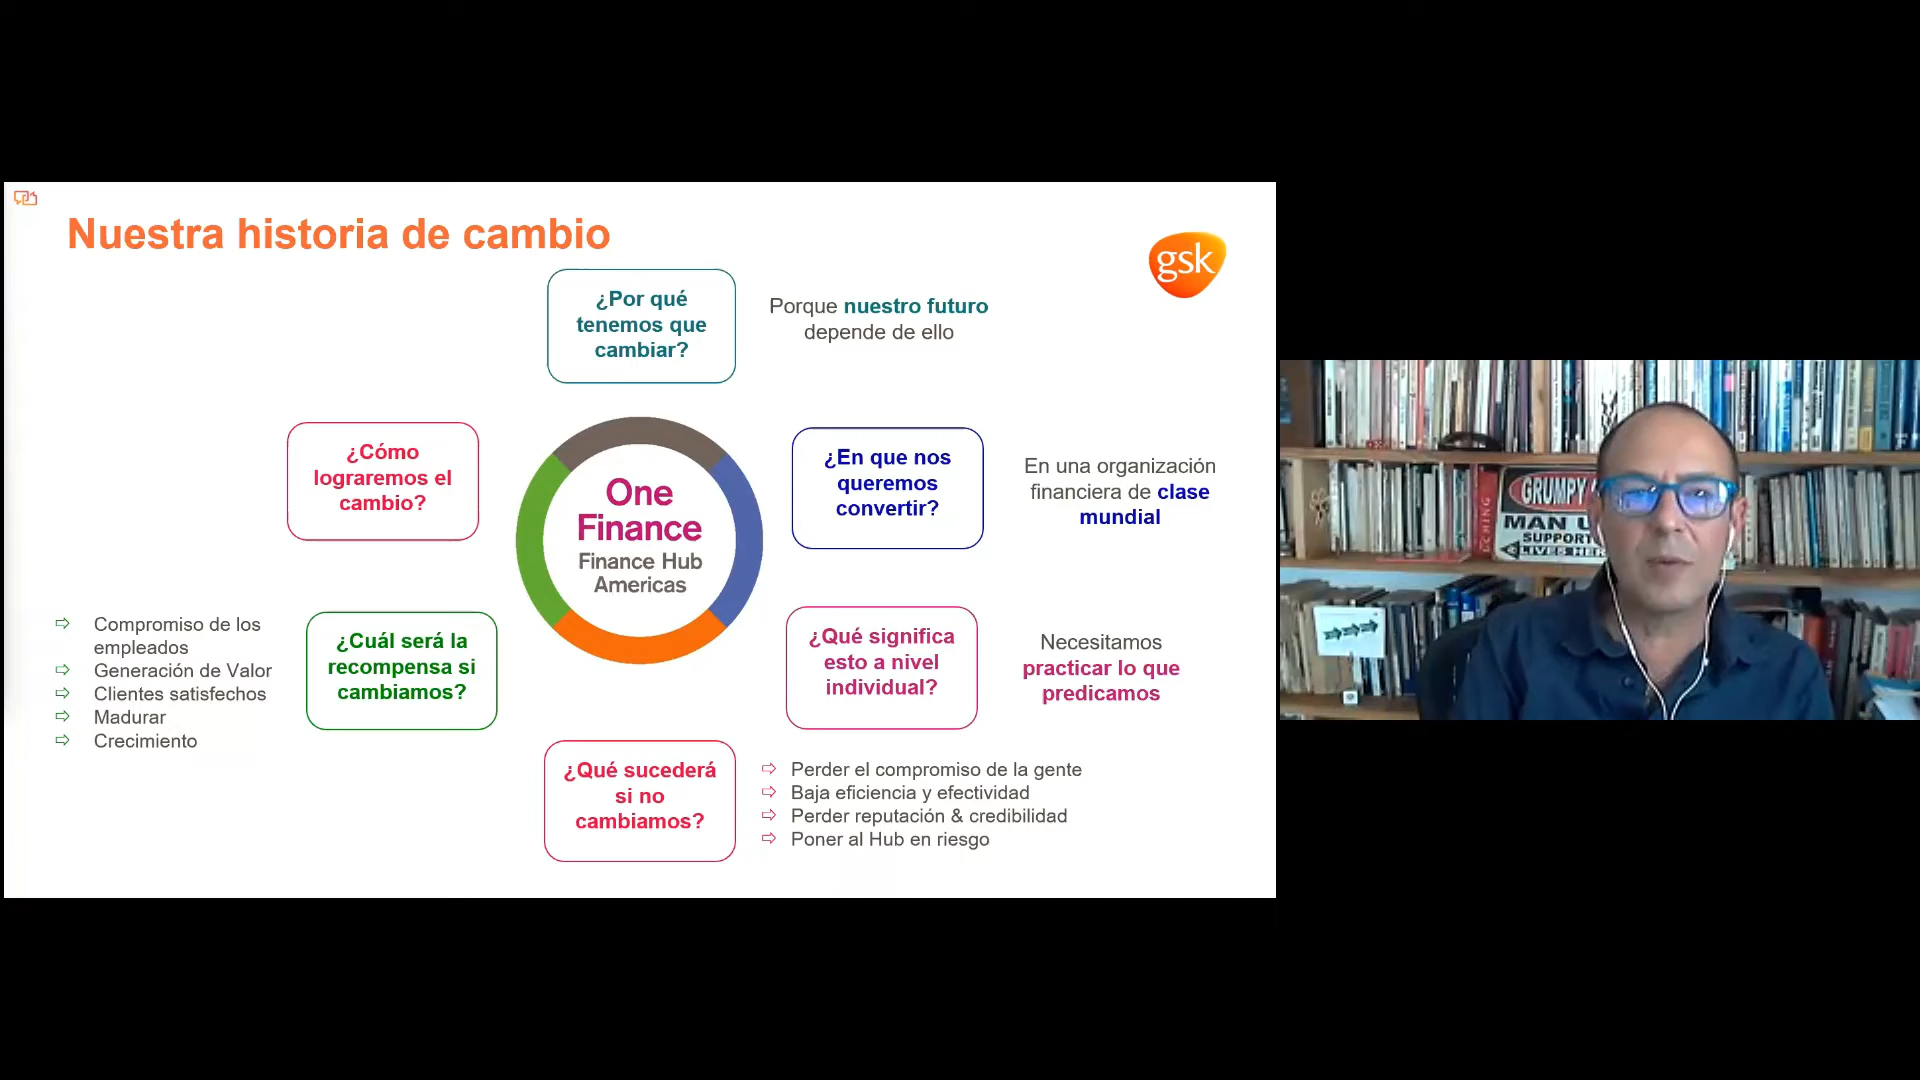 Nuestra historia de cambio
gsk
¿Por qué
tenemos que
cambiar?
Porque nuestro futuro
depende de ello
¿Cómo
lograremos el
cambio?
One
Finance
Finance Hub
Americas
¿En que nos
queremos
convertir?
En una organización
financiera de clase
mundial
Compromiso de los
empleados
Generación de Valor
Clientes satisfechos
Madurar
Crecimiento
¿Cuál será la
recompensa si
cambiamos?
¿Qué significa
esto a nivel
individual?
Necesitamos
practicar lo que
predicamos
¿Qué sucederá
si no
cambiamos?
Perder el compromiso de la gente
Baja eficiencia y efectividad
Perder reputación & credibilidad
Poner al Hub en riesgo
GRUMPY
MAN
SUPPORT
LIVES HERE